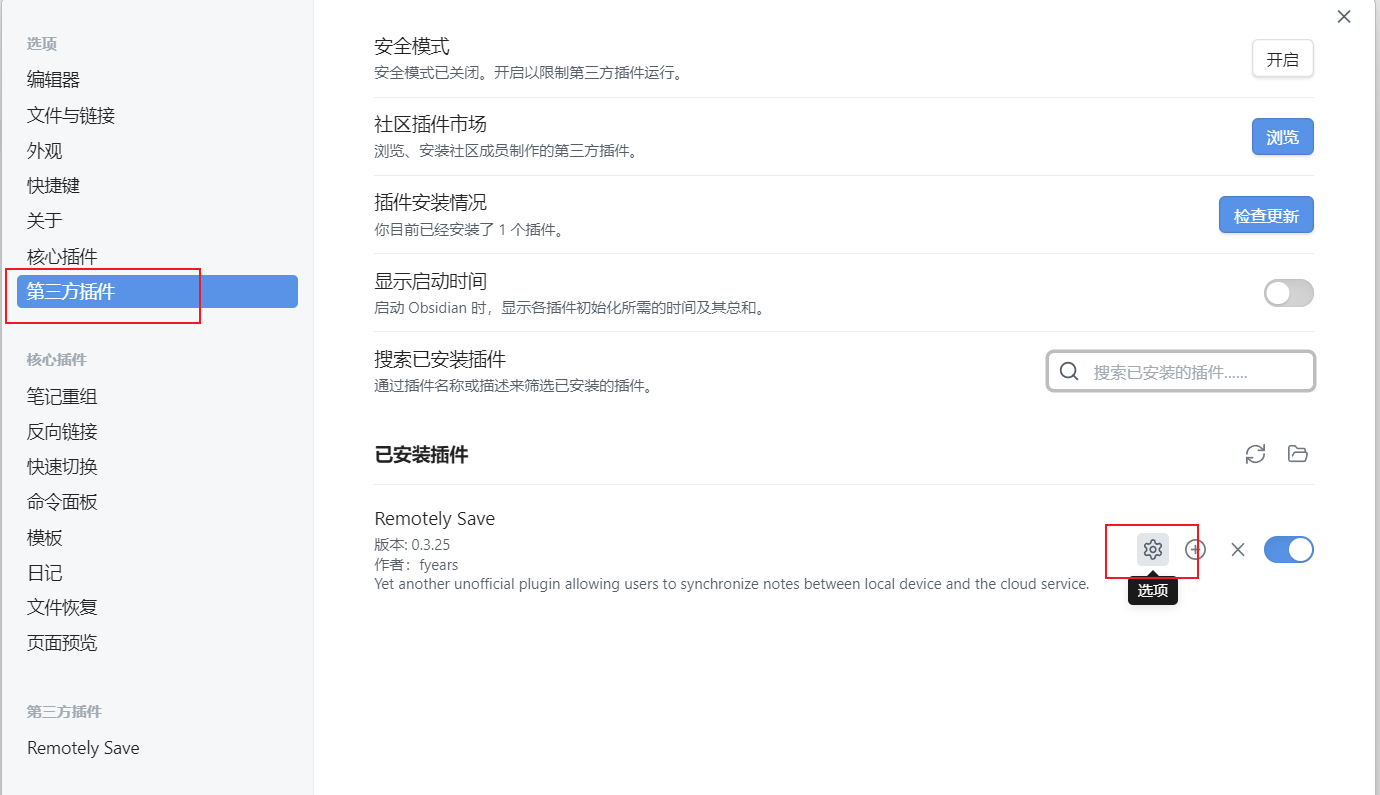 选项
编辑器
文件与链接
外观
快捷键
关于
核心插件
第三方插件
核心插件
笔记重组
反向链接
快速切换
命令面板
模板
日记
文件恢复
页面预览
第三方插件
Remotely Save
安全模式
安全模式已关闭。开启以限制第三方插件运行。
开启
社区插件市场
浏览、安装社区成员制作的第三方插件。
浏览
插件安装情况
你目前已经安装了 1 个插件。
检查更新
显示启动时间
启动 Obsidian 时，显示各插件初始化所需的时间及其总和。
搜索已安装插件
通过插件名称或描述来筛选已安装的插件。
搜索已安装的插件......
已安装插件
Remotely Save
版本: 0.3.25
作者：fyears
Yet another unofficial plugin allowing users to synchronize notes between local device and the cloud service.
选项